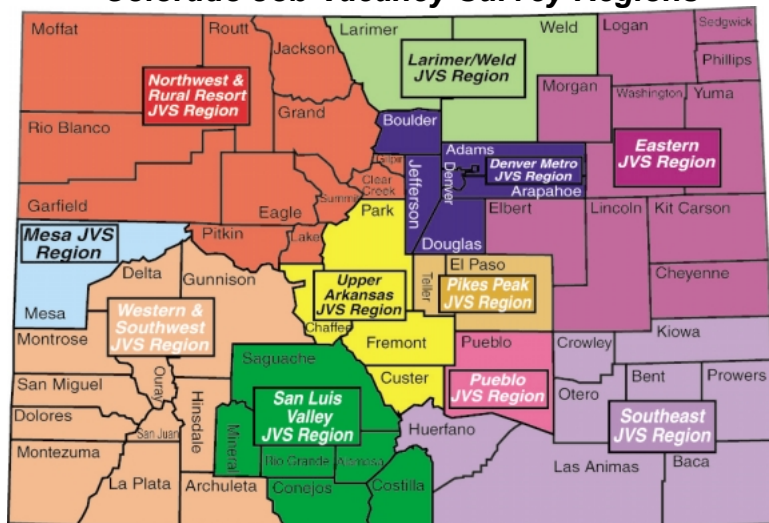 Colorado Job Vacancy Survey Regions
Moffat
Routt
Jackson
Larimer
Weld
Logan
Sedgwick
Phillips
Northwest &
Rural Resort
JVS Region
Larimer/Weld
JVS Region
Morgan
Washington
Yuma
Grand
Rio Blanco
Boulder
Eastern
JVS Region
Adams
Gilpin
Clear
Creek
Jefferson
Denver
Denver Metro
JVS Region
Arapahoe
Garfield
Eagle
Summit
Park
Elbert
Lincoln
Kit Carson
Mesa JVS
Region
Pitkin
Lake
Douglas
Delta
Gunnison
Upper
Arkansas
JVS Region
Teller
El Paso
Pikes Peak
JVS Region
Cheyenne
Mesa
Western &
Southwest
JVS Region
Chaffee
Montrose
Fremont
Pueblo
Crowley
Kiowa
Saguache
San Miguel
Ouray
Hinsdale
Custer
Pueblo
JVS Region
Otero
Bent
Prowers
Dolores
San Juan
San Luis
Valley
JVS Region
Mineral
Huerfano
Southeast
JVS Region
Montezuma
Rio Grande
Alamosa
Las Animas
Baca
La Plata
Archuleta
Conejos
Costilla